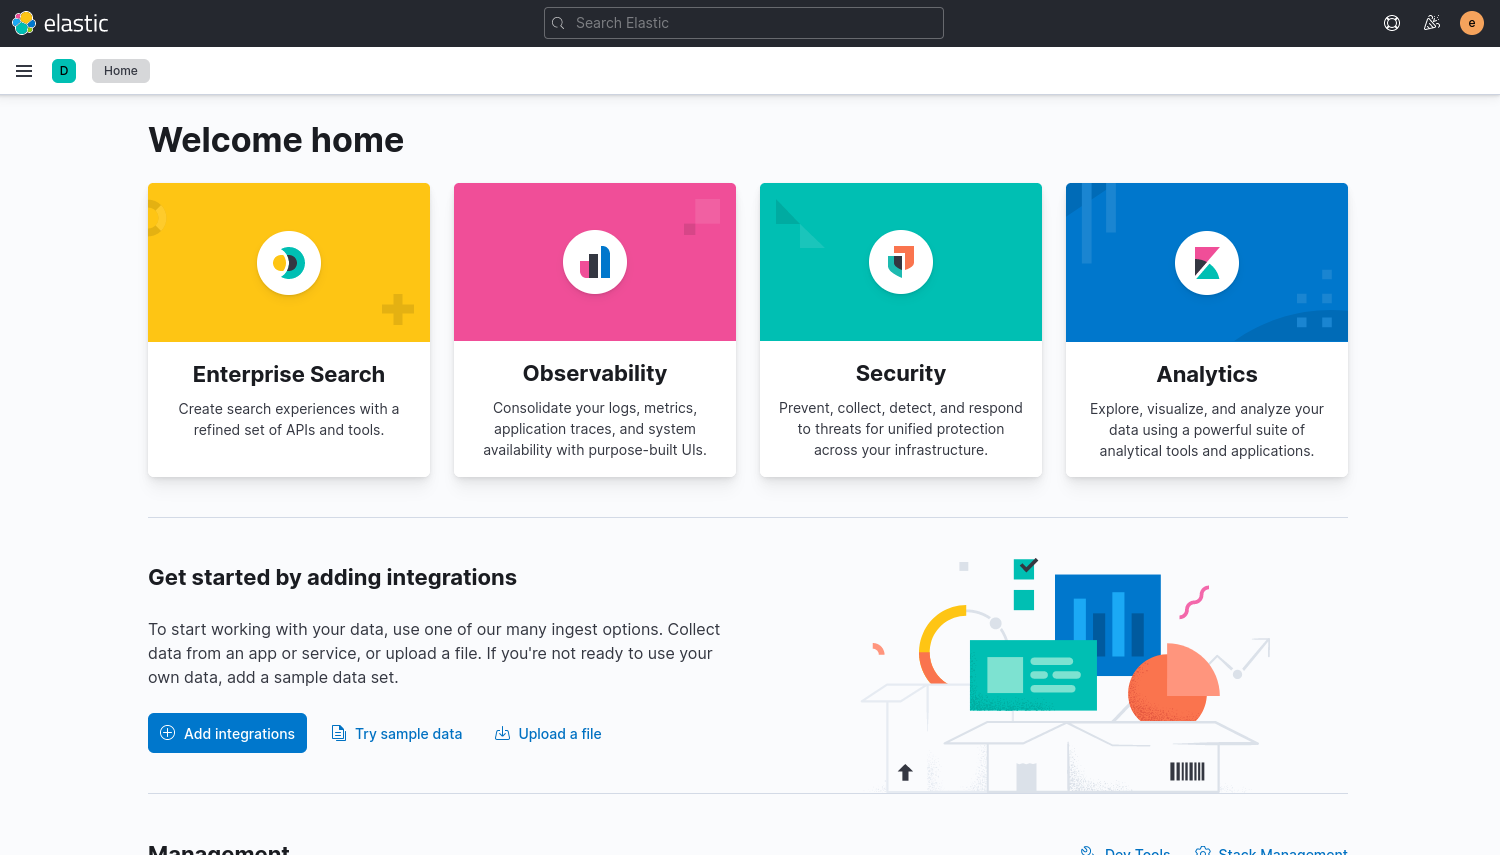 elastic
Search Elastic
e
D
Home
Welcome home
Enterprise Search
Create search experiences with a
refined set of APIs and tools.
Observability
Consolidate your logs, metrics,
application traces, and system
availability with purpose-built UIs.
Security
Prevent, collect, detect, and respond
to threats for unified protection
across your infrastructure.
Analytics
Explore, visualize, and analyze your
data using a powerful suite of
analytical tools and applications.
Get started by adding integrations
To start working with your data, use one of our many ingest options. Collect
data from an app or service, or upload a file. If you're not ready to use your
own data, add a sample data set.
Add integrations
Try sample data
Upload a file
Management
Dev Tools
Stack Management